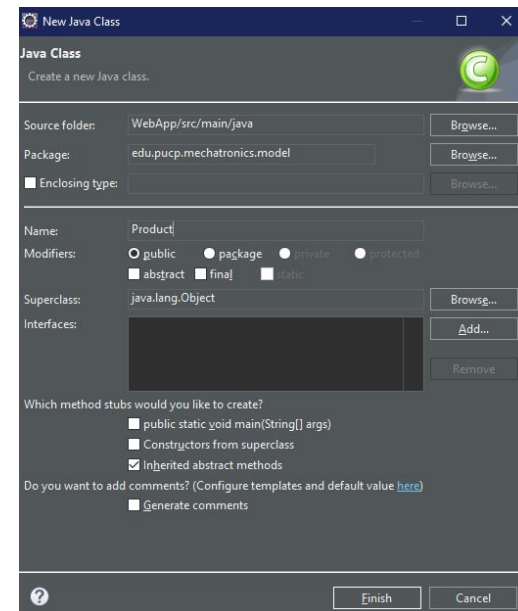 New Java Class
Java Class
Create a new Java class.
Source folder: WebApp/src/main/java Browse...
Package: edu.pucp.mechatronics.model Browse...
Enclosing type: Browse...
Name: Product
Modifiers: public package private protected
abstract final static
Superclass: java.lang.Object Browse...
Interfaces: Add...
Remove
Which method stubs would you like to create?
public static void main(String[] args)
Constructors from superclass
Inherited abstract methods
Do you want to add comments? (Configure templates and default value here)
Generate comments
Finish Cancel